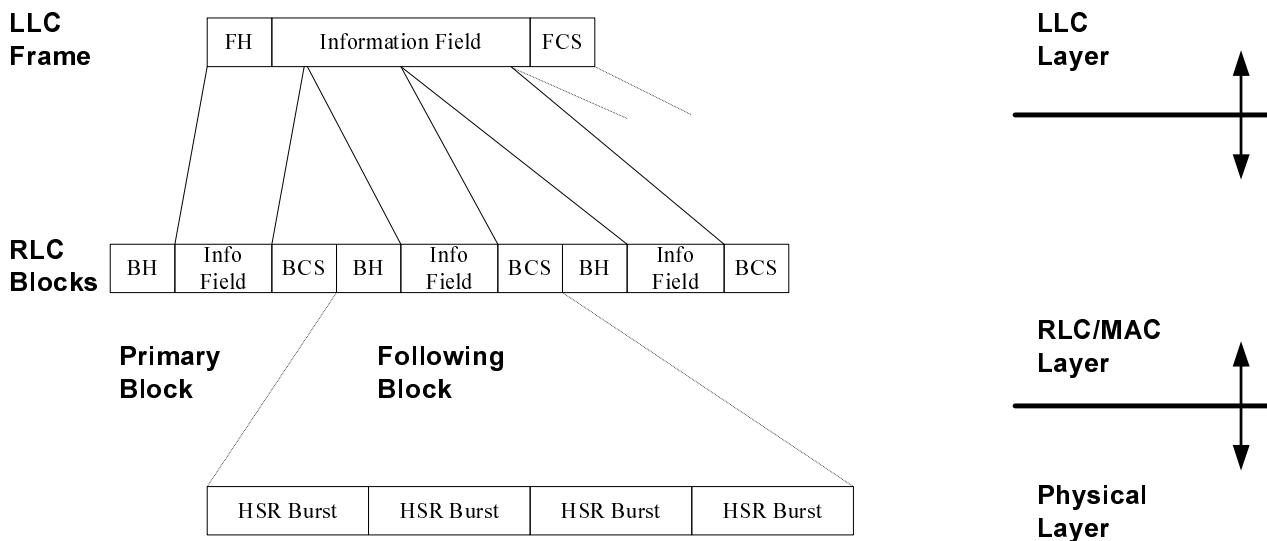 LLC
Frame
FH
Information Field
FCS
LLC
Layer
RLC
Blocks
BH
Info
Field
BCS
BH
Info
Field
BCS
BH
Info
Field
BCS
Primary
Block
Following
Block
RLC/MAC
Layer
HSR Burst
HSR Burst
HSR Burst
HSR Burst
Physical
Layer